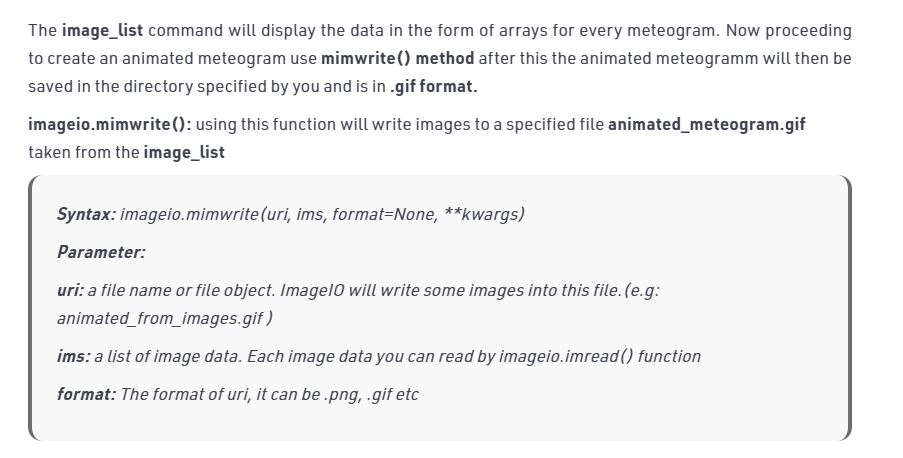 The image_list command will display the data in the form of arrays for every meteogram. Now proceeding
to create an animated meteogram use mimwrite() method after this the animated meteogramm will then be
saved in the directory specified by you and is in .gif format.
imageio.mimwrite(): using this function will write images to a specified file animated_meteogram.gif
taken from the image_list
Syntax: imageio.mimwrite(uri, ims, format=None, **kwargs)
Parameter:
uri: a file name or file object. ImageIO will write some images into this file.(e.g:
animated_from_images.gif )
ims: a list of image data. Each image data you can read by imageio.imread() function
format: The format of uri, it can be .png, .gif etc